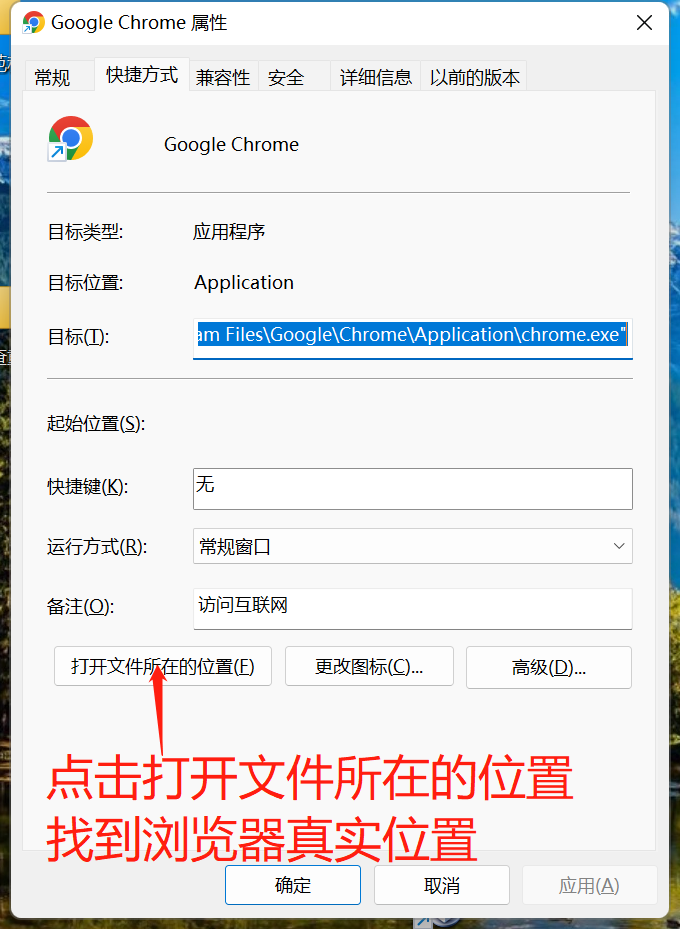 Google Chrome 属性
常规
快捷方式
兼容性
安全
详细信息
以前的版本
Google Chrome
目标类型:
应用程序
目标位置:
Application
目标(T):
am Files\Google\Chrome\Application\chrome.exe"
起始位置(S):
快捷键(K):
无
运行方式(R):
常规窗口
备注(O):
访问互联网
打开文件所在的位置(F)
更改图标(C)...
高级(D)...
点击打开文件所在的位置
找到浏览器真实位置
确定
取消
应用(A)